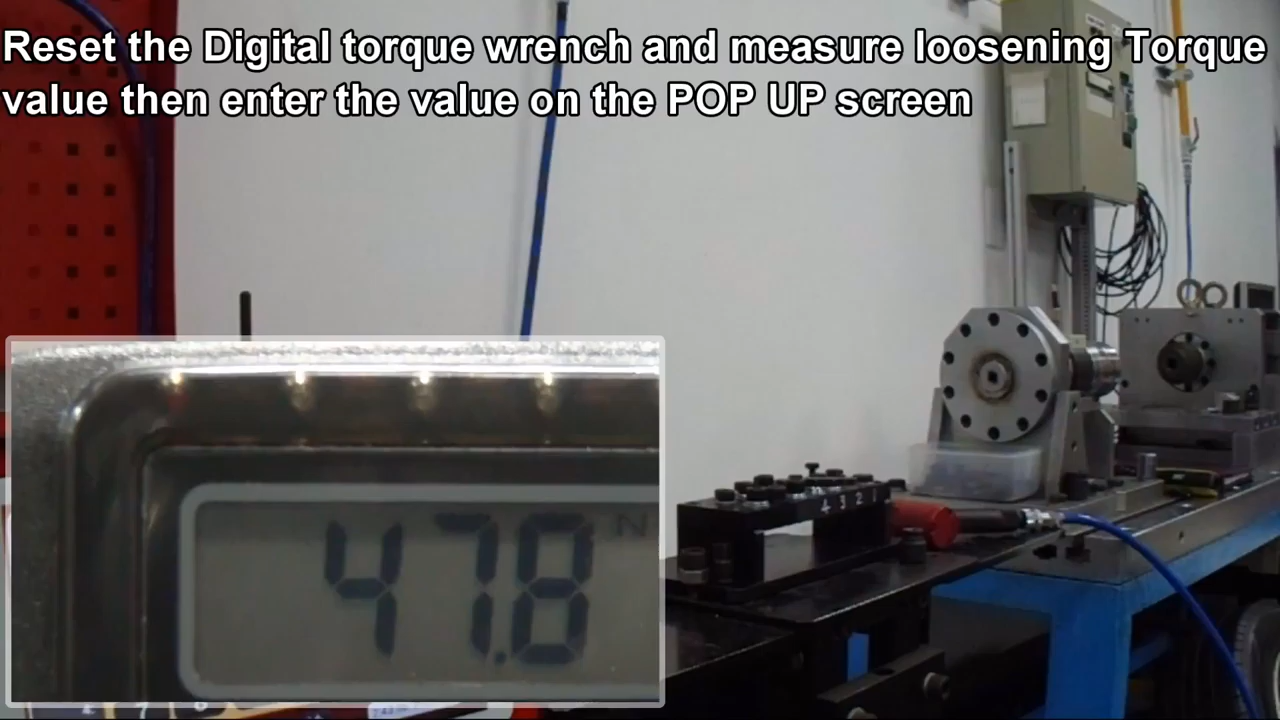 Reset the Digital torque wrench and measure loosening Torque
value then enter the value on the POP UP screen
47.8 N
4 3 2 1